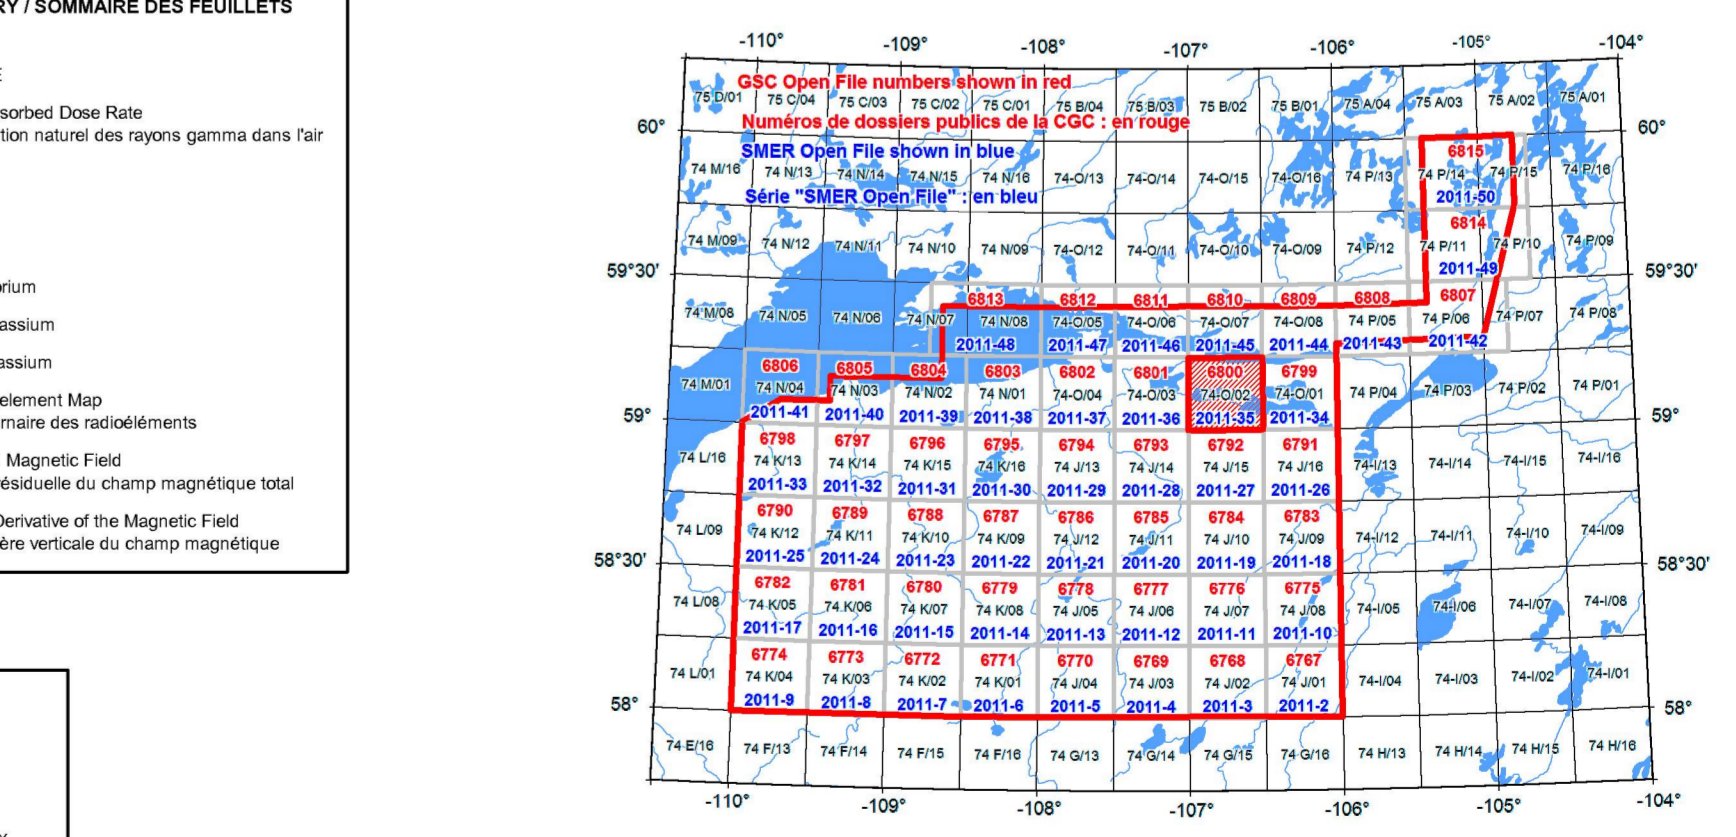 RY / SOMMAIRE DES FEUILLETS
sorbed Dose Rate
tion naturel des rayons gamma dans l'air
orium
assium
assium
element Map
rnaire des radioéléments
Magnetic Field
résiduelle du champ magnétique total
Derivative of the Magnetic Field
ère verticale du champ magnétique
-110° -109° -108° -107° -106° -105° -104°
GSC Open File numbers shown in red
75 D/01 75 C/04 75 C/03 75 C/02 75 C/01 75 B/04 75 B/03 75 B/02 75 B/01 75 A/04 75 A/03 75 A/02 75 A/01
Numéros de dossiers publics de la CGC : en rouge
60° 60°
SMER Open File shown in blue
6815
74 M/16 74 N/13 74 N/14 74 N/15 74 N/16 74-O/13 74-O/14 74-O/15 74-O/16 74 P/13 74 P/14 74 P/15 74 P/16
Série "SMER Open File" : en bleu
2011-50
6814
74 M/09 74 N/12 74 N/11 74 N/10 74 N/09 74-O/12 74-O/11 74-O/10 74-O/09 74 P/12 74 P/11 74 P/10 74 P/09
2011-49
59°30' 59°30'
6813 6812 6811 6810 6809 6808 6807
74 M/08 74 N/05 74 N/06 74 N/07 74 N/08 74-O/05 74-O/06 74-O/07 74-O/08 74 P/05 74 P/06 74 P/07 74 P/08
2011-48 2011-47 2011-46 2011-45 2011-44 2011-43 2011-42
6806 6805 6804 6803 6802 6801 6800 6799
74 M/01 74 N/04 74 N/03 74 N/02 74 N/01 74-O/04 74-O/03 74-O/02 74-O/01 74 P/04 74 P/03 74 P/02 74 P/01
2011-41 2011-40 2011-39 2011-38 2011-37 2011-36 2011-35 2011-34
59° 59°
6798 6797 6796 6795 6794 6793 6792 6791
74 L/16 74 K/13 74 K/14 74 K/15 74 K/16 74 J/13 74 J/14 74 J/15 74 J/16 74-I/13 74-I/14 74-I/15 74-I/16
2011-33 2011-32 2011-31 2011-30 2011-29 2011-28 2011-27 2011-26
6790 6789 6788 6787 6786 6785 6784 6783
74 L/09 74 K/12 74 K/11 74 K/10 74 K/09 74 J/12 74 J/11 74 J/10 74 J/09 74-I/12 74-I/11 74-I/10 74-I/09
2011-25 2011-24 2011-23 2011-22 2011-21 2011-20 2011-19 2011-18
58°30' 58°30'
6782 6781 6780 6779 6778 6777 6776 6775
74 L/08 74 K/05 74 K/06 74 K/07 74 K/08 74 J/05 74 J/06 74 J/07 74 J/08 74-I/05 74-I/06 74-I/07 74-I/08
2011-17 2011-16 2011-15 2011-14 2011-13 2011-12 2011-11 2011-10
6774 6773 6772 6771 6770 6769 6768 6767
74 L/01 74 K/04 74 K/03 74 K/02 74 K/01 74 J/04 74 J/03 74 J/02 74 J/01 74-I/04 74-I/03 74-I/02 74-I/01
2011-9 2011-8 2011-7 2011-6 2011-5 2011-4 2011-3 2011-2
58° 58°
74 E/16 74 F/13 74 F/14 74 F/15 74 F/16 74 G/13 74 G/14 74 G/15 74 G/16 74 H/13 74 H/14 74 H/15 74 H/16
-110° -109° -108° -107° -106° -105° -104°